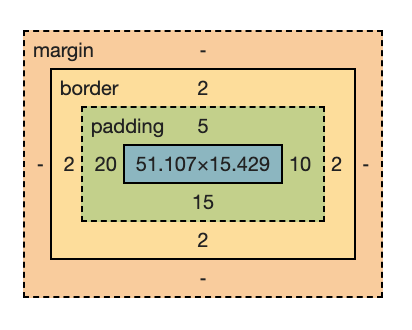 margin -
border 2
padding 5
- 2 20 51.107×15.429 10 2 -
15
2
-